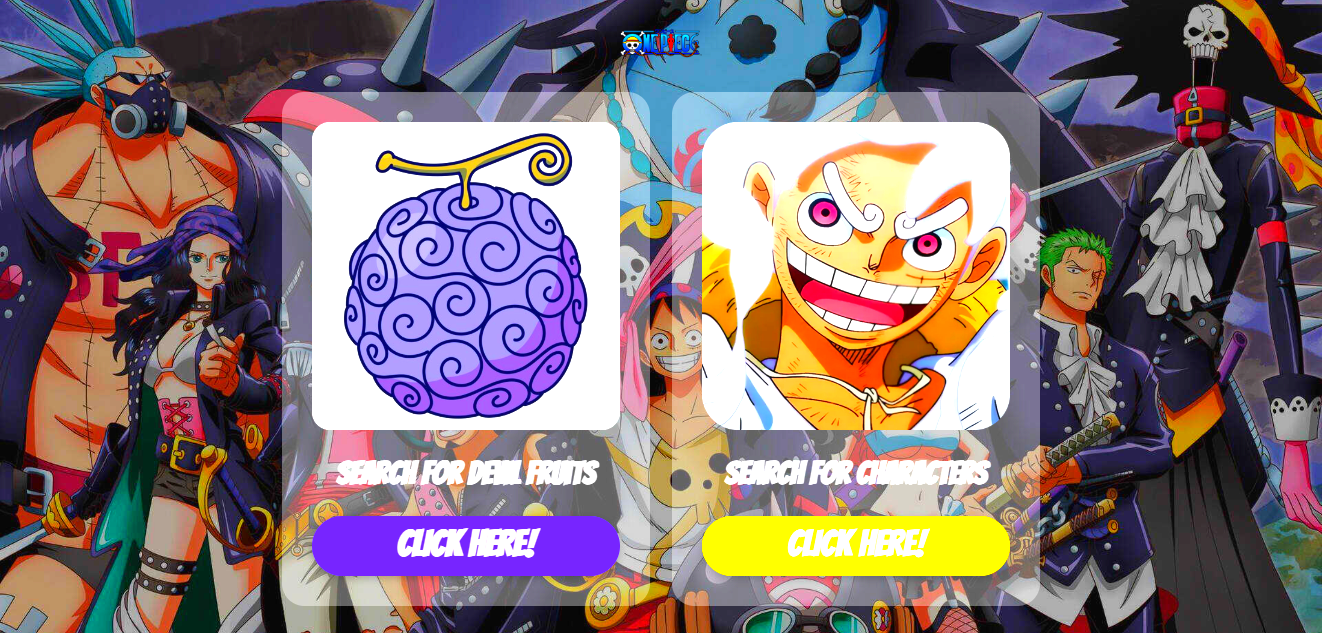 ONE PIECE
SEARCH FOR DEVIL FRUITS
CLICK HERE!
SEARCH FOR CHARACTERS
CLICK HERE!